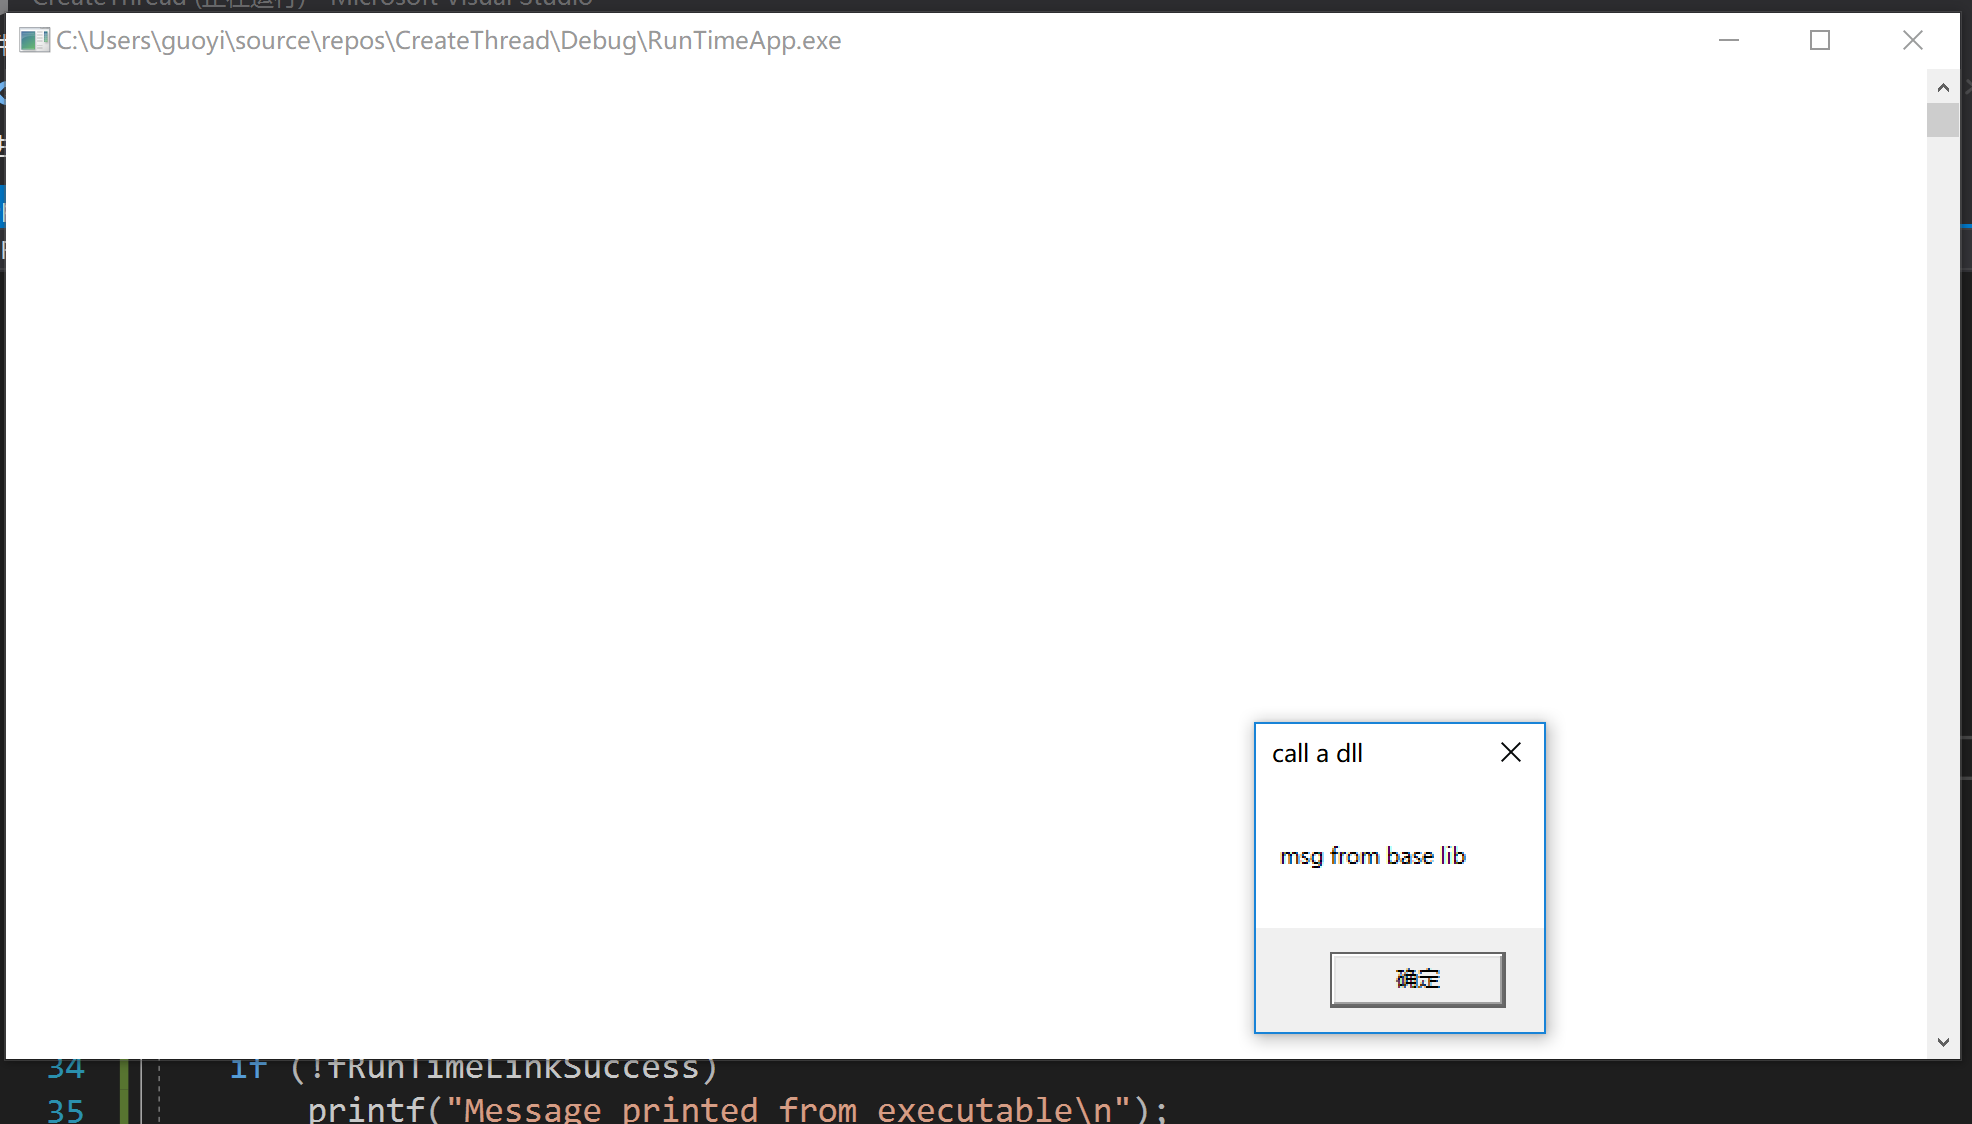 CreateThread (正在运行) - Microsoft Visual Studio
C:\Users\guoyi\source\repos\CreateThread\Debug\RunTimeApp.exe
call a dll
msg from base lib
确定
34 if (!fRunTimeLinkSuccess)
35 printf("Message printed from executable\n");